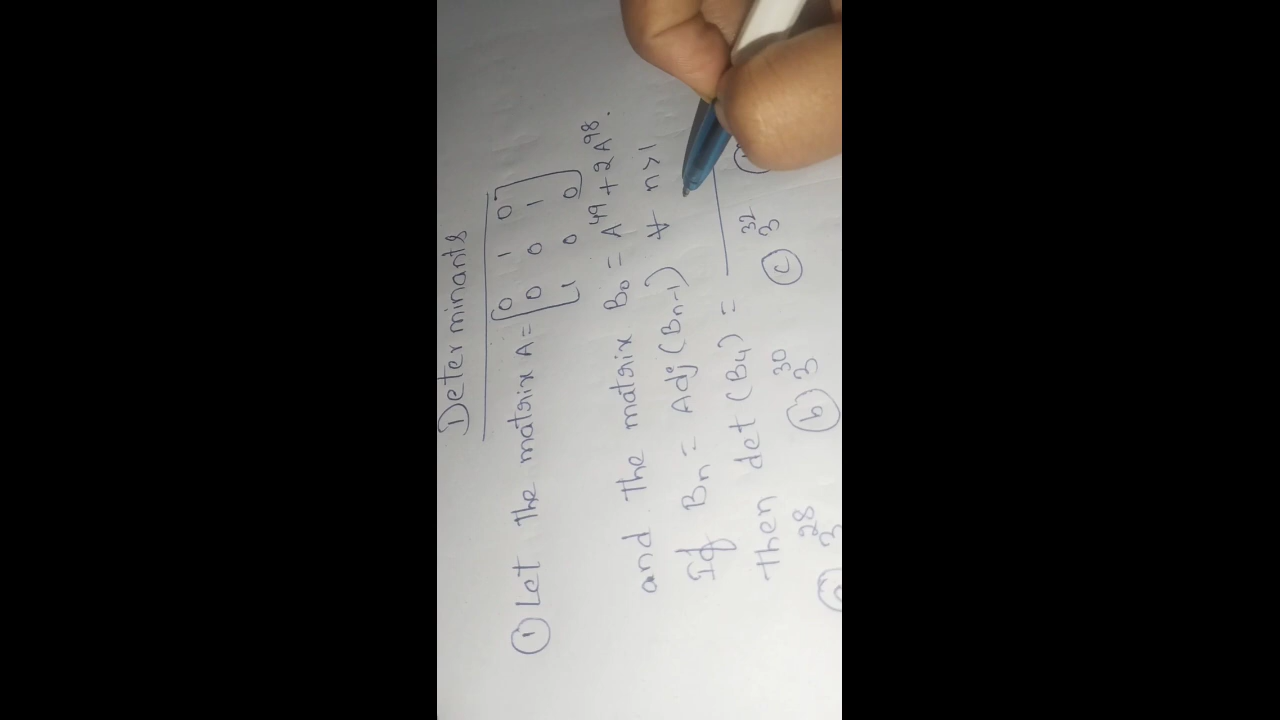 Determinants
① Let the matrix A = [0 1 0
0 0 1
1 0 0]
and the matrix B₀ = A⁴⁹ + 2A⁹⁸.
If Bₙ = Adj(Bₙ₋₁) ∀ n>1
then det(B₄) =
ⓐ 3²⁸ ⓑ 3³⁰ ⓒ 3³²